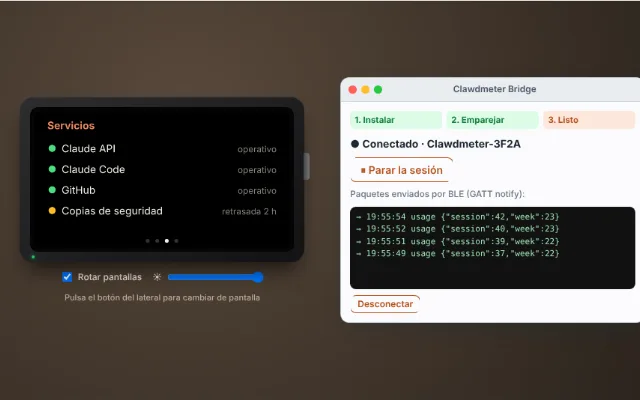 Servicios
Claude API operativo
Claude Code operativo
GitHub operativo
Copias de seguridad retrasada 2 h
Rotar pantallas
Pulsa el botón del lateral para cambiar de pantalla
Clawdmeter Bridge
1. Instalar 2. Emparejar 3. Listo
Conectado · Clawdmeter-3F2A
Parar la sesión
Paquetes enviados por BLE (GATT notify):
→ 19:55:54 usage {"session":42,"week":23}
→ 19:55:52 usage {"session":40,"week":23}
→ 19:55:51 usage {"session":39,"week":22}
→ 19:55:49 usage {"session":37,"week":22}
Desconectar